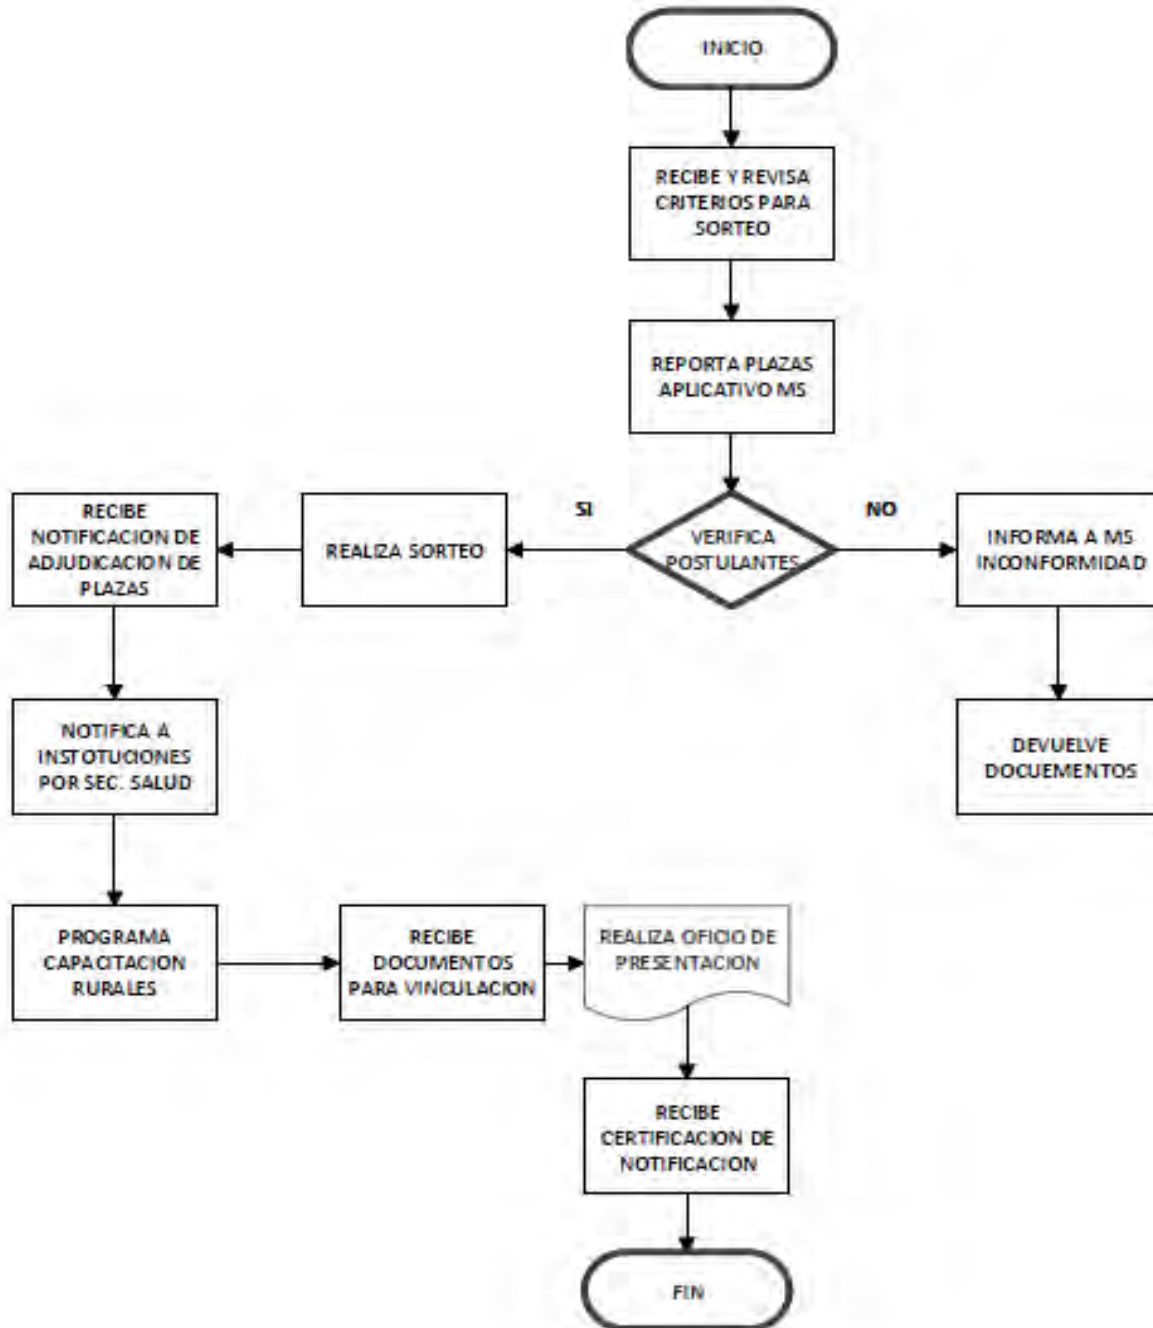 INICIO
RECIBE Y REVISA
CRITERIOS PARA
SORTEO
REPORTA PLAZAS
APLICATIVO MS
SI
NO
VERIFICA
POSTULANTES
REALIZA SORTEO
RECIBE
NOTIFICACION DE
ADJUDICACION DE
PLAZAS
INFORMA A MS
INCONFORMIDAD
NOTIFICA A
INSTOTUCIONES
POR SEC. SALUD
DEVUELVE
DOCUEMENTOS
PROGRAMA
CAPACITACION
RURALES
RECIBE
DOCUMENTOS
PARA VINCULACION
REALIZA OFICIO DE
PRESENTACION
RECIBE
CERTIFICACION DE
NOTIFICACION
FIN